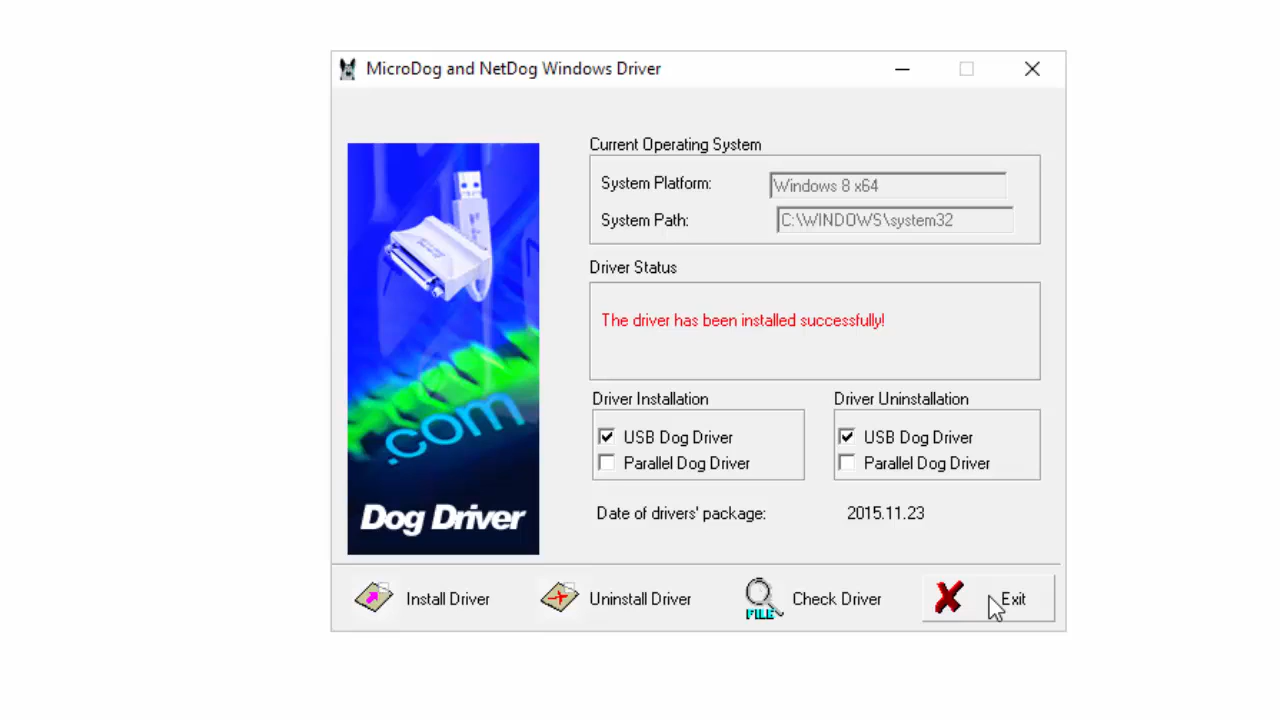 MicroDog and NetDog Windows Driver
Current Operating System
System Platform: Windows 8 x64
System Path: C:\WINDOWS\system32
Driver Status
The driver has been installed successfully!
Driver Installation
USB Dog Driver
Parallel Dog Driver
Driver Uninstallation
USB Dog Driver
Parallel Dog Driver
Date of drivers' package: 2015.11.23
.com
Dog Driver
Install Driver
Uninstall Driver
FILE
Check Driver
Exit